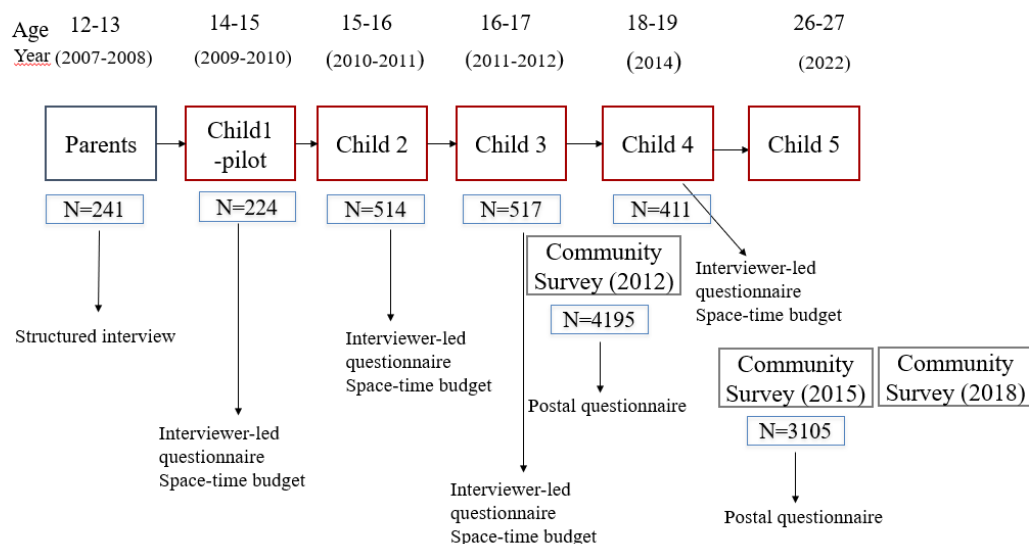 Age 12-13 14-15 15-16 16-17 18-19 26-27
Year (2007-2008) (2009-2010) (2010-2011) (2011-2012) (2014) (2022)
Parents
Child1
-pilot
Child 2
Child 3
Child 4
Child 5
N=241
N=224
N=514
N=517
N=411
Community
Survey (2012)
N=4195
Interviewer-led
questionnaire
Space-time budget
Structured interview
Interviewer-led
questionnaire
Space-time budget
Community
Survey (2015)
Community
Survey (2018)
Postal questionnaire
N=3105
Interviewer-led
questionnaire
Space-time budget
Interviewer-led
questionnaire
Space-time budget
Postal questionnaire